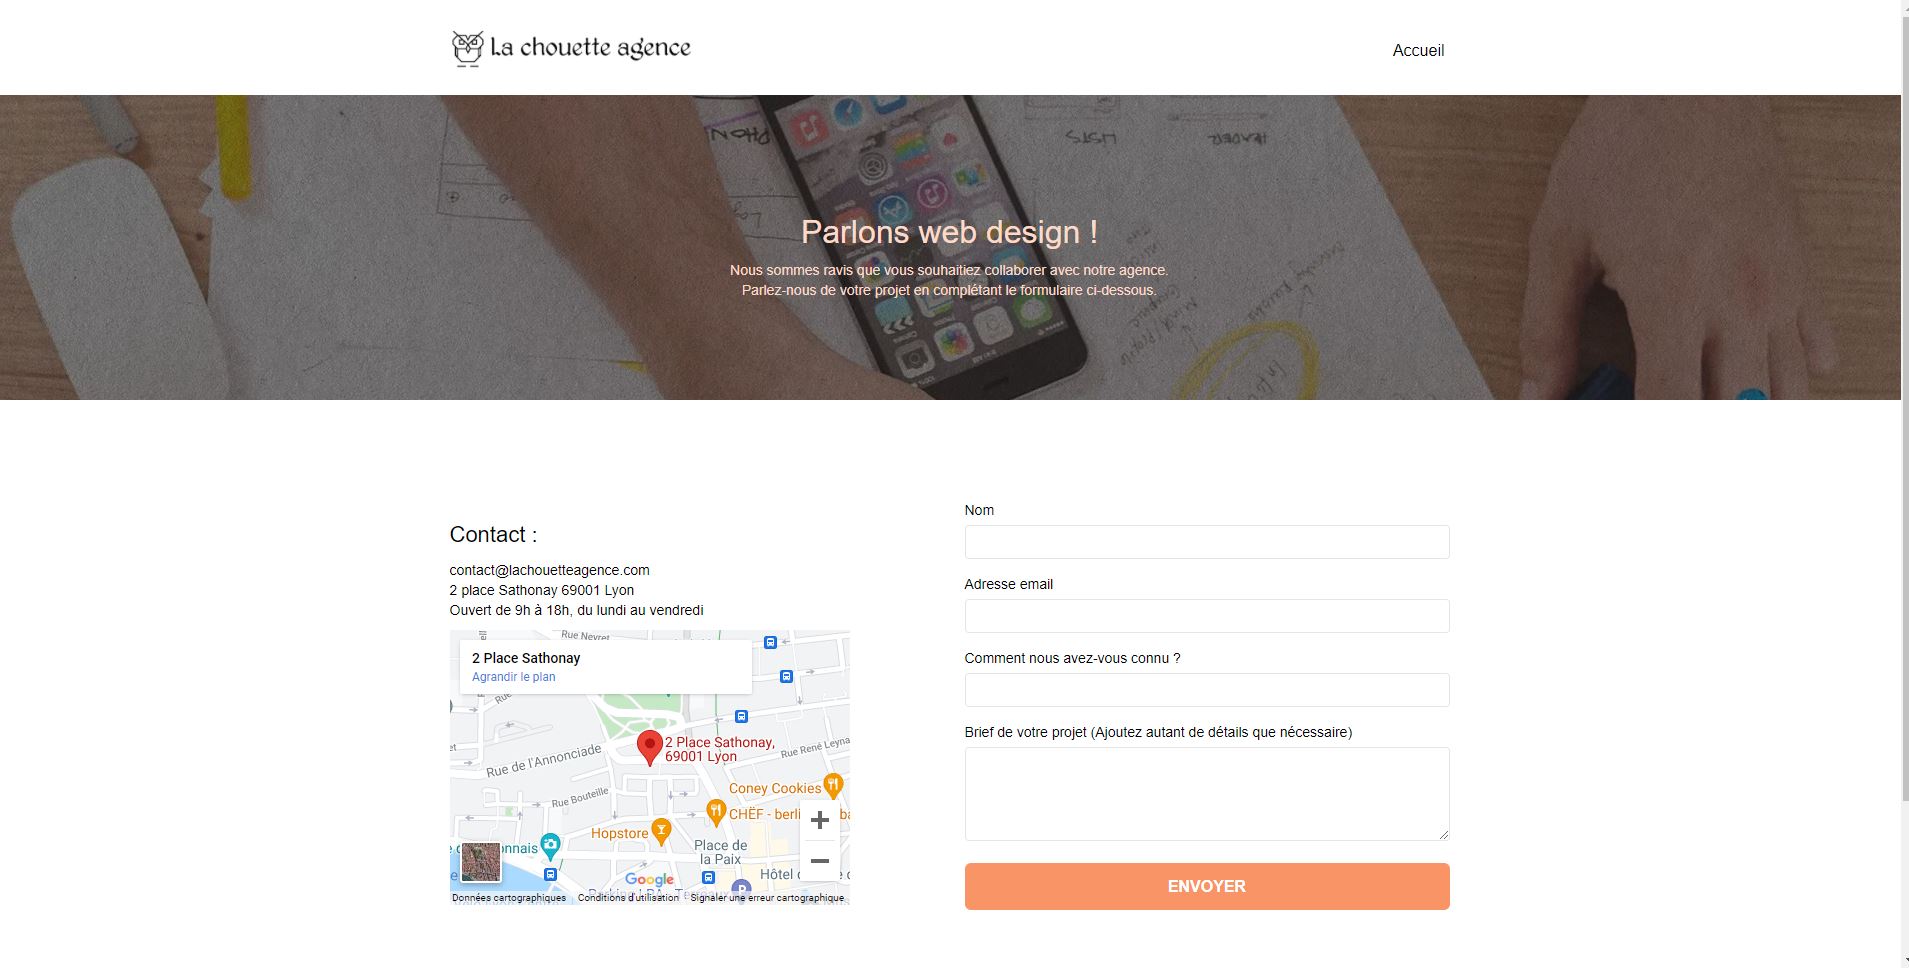 La chouette agence
Accueil
PHON
LISTS
HEADER
Parlons web design !
Nous sommes ravis que vous souhaitiez collaborer avec notre agence.
Parlez-nous de votre projet en complétant le formulaire ci-dessous.
Contact :
contact@lachouetteagence.com
2 place Sathonay 69001 Lyon
Ouvert de 9h à 18h, du lundi au vendredi
Rue Neyret
2 Place Sathonay
Agrandir le plan
2 Place Sathonay,
69001 Lyon
Rue René Leyna
Rue de l'Annonciade
Rue Bouteille
Coney Cookies
CHËF - berli
Hopstore
Place de
la Paix
Hôtel
Google
Données cartographiques
Conditions d'utilisation
Signaler une erreur cartographique
Nom
Adresse email
Comment nous avez-vous connu ?
Brief de votre projet (Ajoutez autant de détails que nécessaire)
ENVOYER